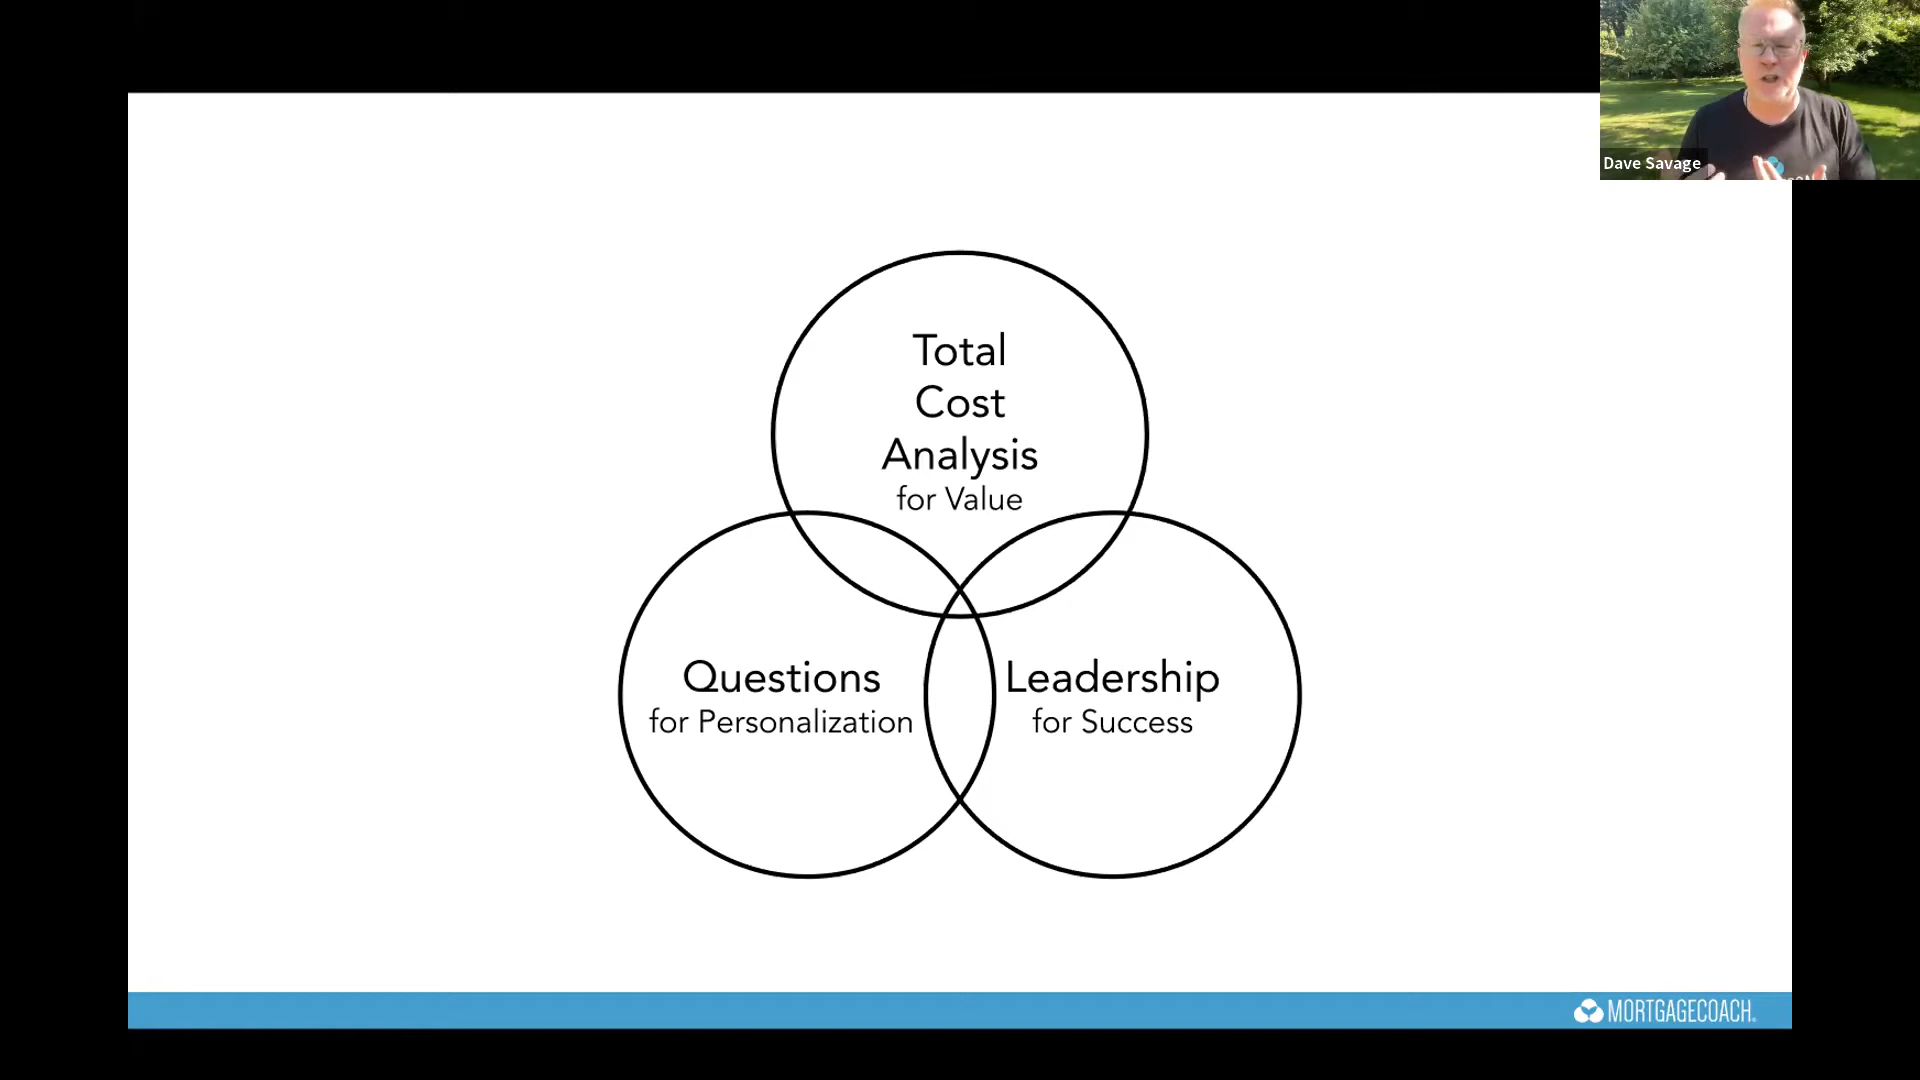 Dave Savage
Total
Cost
Analysis
for Value
Questions
for Personalization
Leadership
for Success
MORTGAGECOACH